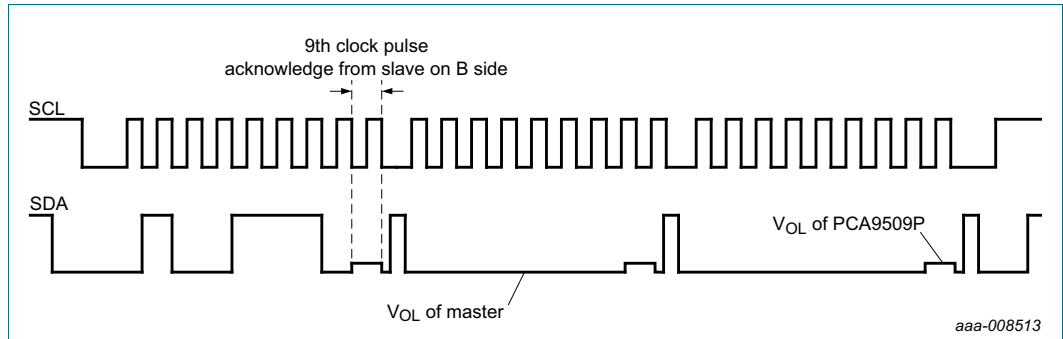 9th clock pulse
acknowledge from slave on B side
SCL
SDA
VOL of PCA9509P
VOL of master
aaa-008513